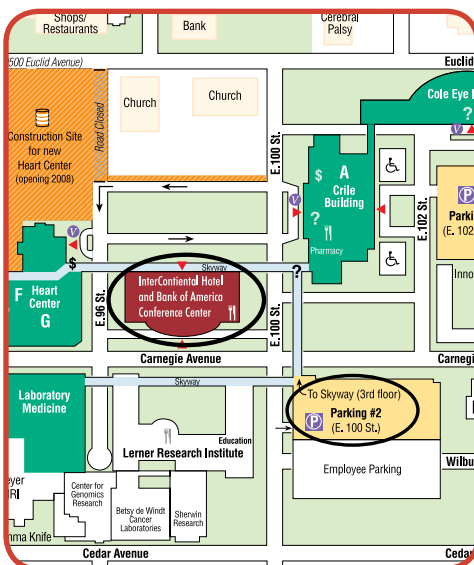 Shops/
Restaurants
Bank
Cerebral
Palsy
500 Euclid Avenue)
Euclid
Construction Site
for new
Heart Center
(opening 2008)
Road Closed
Church
Church
E.100 St.
Cole Eye I
?
V
$
A
Crile
Building
?
Pharmacy
V
E.102 St.
P
Parki
(E. 102
Inno
V
F
Heart
Center
G
$
Skyway
?
E.96 St.
InterContiental Hotel
and Bank of America
Conference Center
E.100 St.
Carnegie Avenue
Carnegi
Skyway
Laboratory
Medicine
To Skyway (3rd floor)
P
Parking #2
(E. 100 St.)
Education
Lerner Research Institute
Employee Parking
Wilbu
eyer
RI
Center for
Genomics
Research
Betsy de Windt
Cancer
Laboratories
Sherwin
Research
mma Knife
Cedar Avenue
Cedar